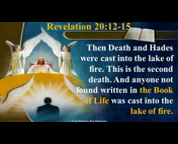 Revelation 20:12-15
Then Death and Hades
were cast into the lake of
fire. This is the second
death. And anyone not
found written in the Book
of Life was cast into the
lake of fire.